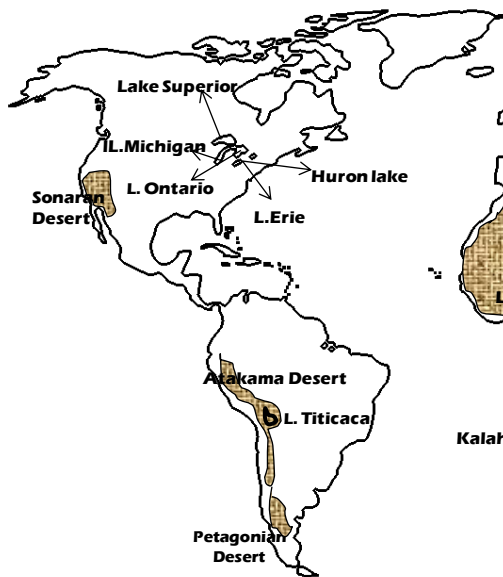 Lake Superior
IL.Michigan
L. Ontario
Huron lake
Sonaran
Desert
L.Erie
L
Atakama Desert
L. Titicaca
Kalah
Petagonian
Desert